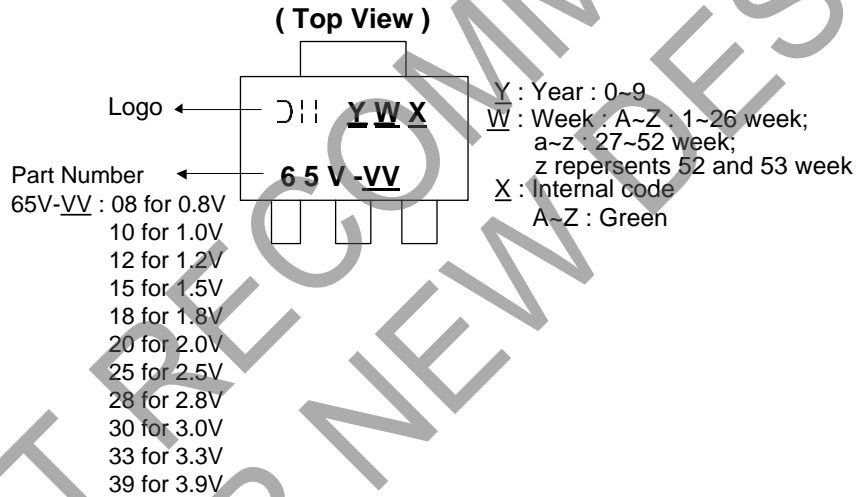 ( Top View )
Logo
Y W X
6 5 V -VV
Y : Year : 0~9
W : Week : A~Z : 1~26 week;
a~z : 27~52 week;
z repersents 52 and 53 week
X : Internal code
A~Z : Green
Part Number
65V-VV : 08 for 0.8V
10 for 1.0V
12 for 1.2V
15 for 1.5V
18 for 1.8V
20 for 2.0V
25 for 2.5V
28 for 2.8V
30 for 3.0V
33 for 3.3V
39 for 3.9V